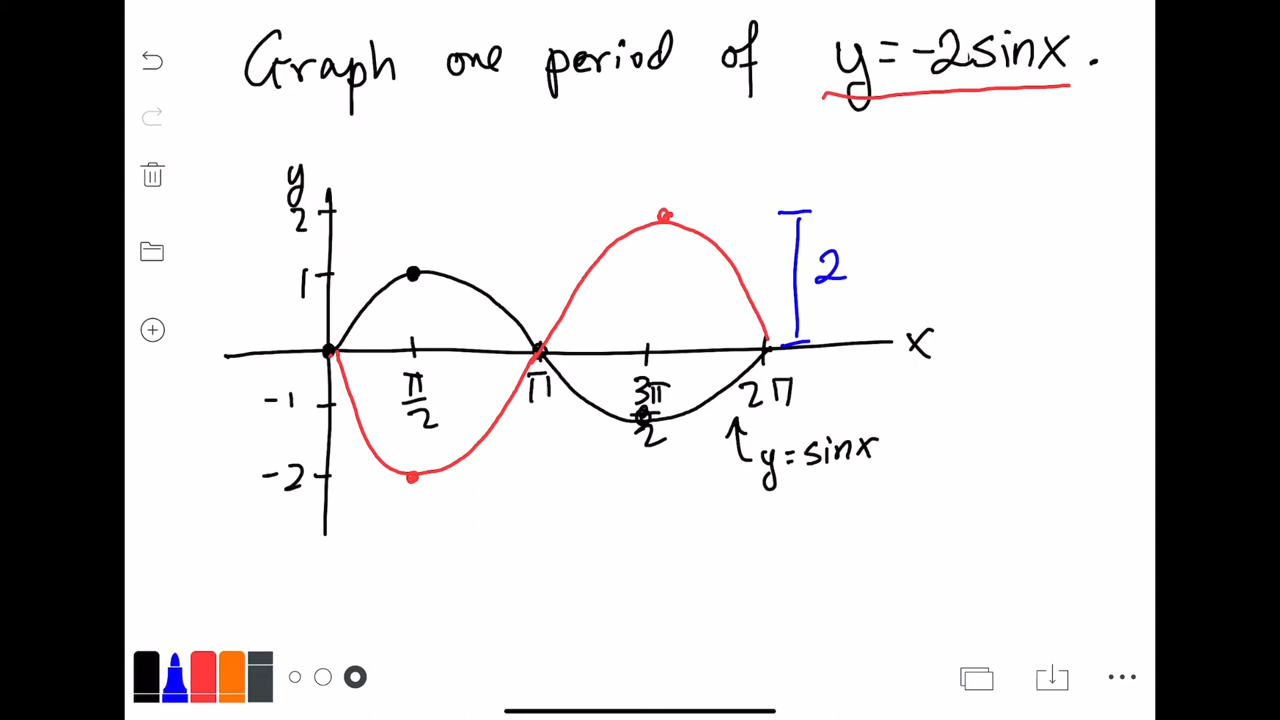 Graph one period of y=-2sinx.
y
2
1
2
x
-1
π/2
π
3π/2
2π
y=sinx
-2